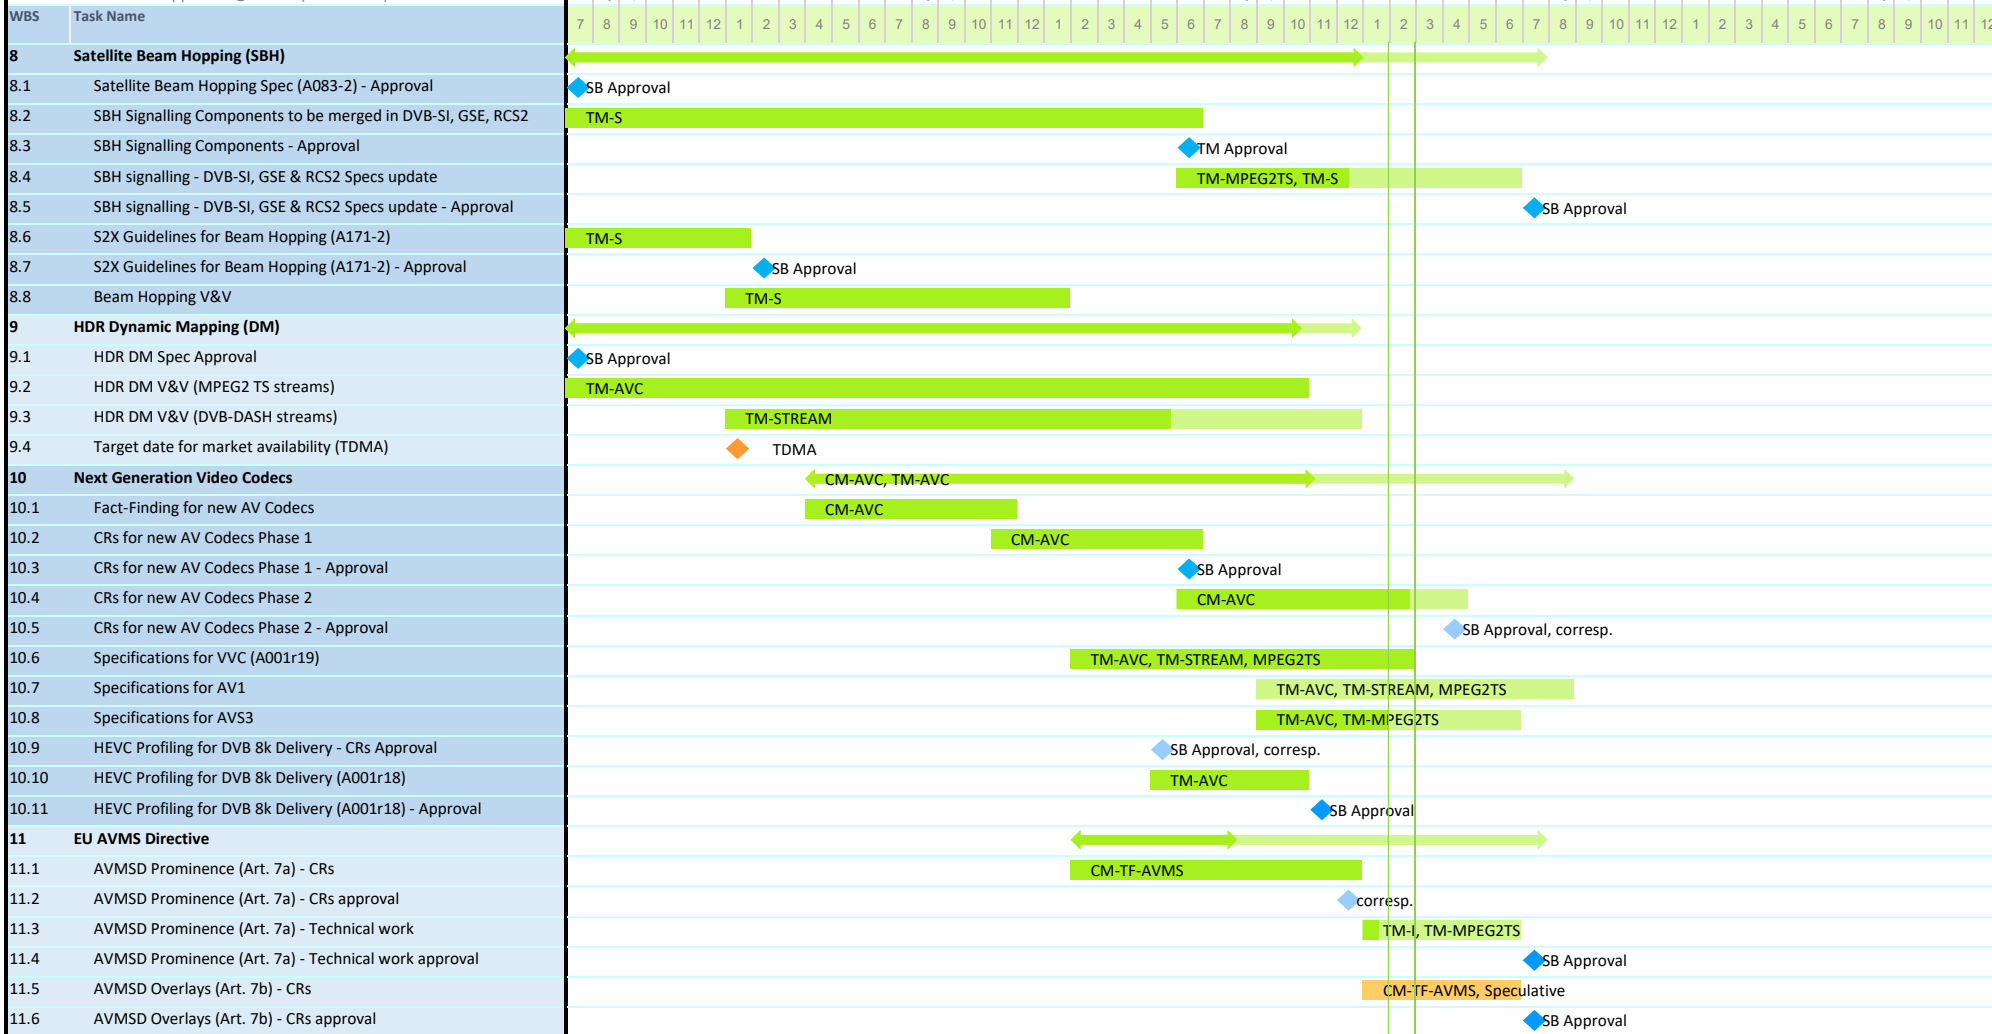 WBS Task Name 7 8 9 10 11 12 1 2 3 4 5 6 7 8 9 10 11 12 1 2 3 4 5 6 7 8 9 10 11 12 1 2 3 4 5 6 7 8 9 10 11 12 1 2 3 4 5 6 7 8 9 10 11 12
8 Satellite Beam Hopping (SBH)
8.1 Satellite Beam Hopping Spec (A083-2) - Approval SB Approval
8.2 SBH Signalling Components to be merged in DVB-SI, GSE, RCS2 TM-S
8.3 SBH Signalling Components - Approval TM Approval
8.4 SBH signalling - DVB-SI, GSE & RCS2 Specs update TM-MPEG2TS, TM-S
8.5 SBH signalling - DVB-SI, GSE & RCS2 Specs update - Approval SB Approval
8.6 S2X Guidelines for Beam Hopping (A171-2) TM-S
8.7 S2X Guidelines for Beam Hopping (A171-2) - Approval SB Approval
8.8 Beam Hopping V&V TM-S
9 HDR Dynamic Mapping (DM)
9.1 HDR DM Spec Approval SB Approval
9.2 HDR DM V&V (MPEG2 TS streams) TM-AVC
9.3 HDR DM V&V (DVB-DASH streams) TM-STREAM
9.4 Target date for market availability (TDMA) TDMA
10 Next Generation Video Codecs CM-AVC, TM-AVC
10.1 Fact-Finding for new AV Codecs CM-AVC
10.2 CRs for new AV Codecs Phase 1 CM-AVC
10.3 CRs for new AV Codecs Phase 1 - Approval SB Approval
10.4 CRs for new AV Codecs Phase 2 CM-AVC
10.5 CRs for new AV Codecs Phase 2 - Approval SB Approval, corresp.
10.6 Specifications for VVC (A001r19) TM-AVC, TM-STREAM, MPEG2TS
10.7 Specifications for AV1 TM-AVC, TM-STREAM, MPEG2TS
10.8 Specifications for AVS3 TM-AVC, TM-MPEG2TS
10.9 HEVC Profiling for DVB 8k Delivery - CRs Approval SB Approval, corresp.
10.10 HEVC Profiling for DVB 8k Delivery (A001r18) TM-AVC
10.11 HEVC Profiling for DVB 8k Delivery (A001r18) - Approval SB Approval
11 EU AVMS Directive
11.1 AVMSD Prominence (Art. 7a) - CRs CM-TF-AVMS
11.2 AVMSD Prominence (Art. 7a) - CRs approval corresp.
11.3 AVMSD Prominence (Art. 7a) - Technical work TM-I, TM-MPEG2TS
11.4 AVMSD Prominence (Art. 7a) - Technical work approval SB Approval
11.5 AVMSD Overlays (Art. 7b) - CRs CM-TF-AVMS, Speculative
11.6 AVMSD Overlays (Art. 7b) - CRs approval SB Approval